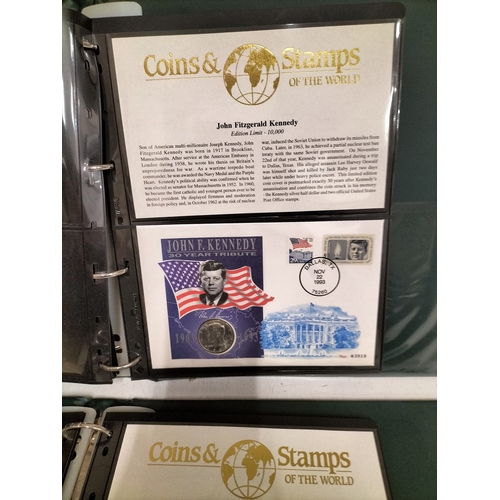 Coins & Stamps
OF THE WORLD
John Fitzgerald Kennedy
Edition Limit - 10,000
Son of American multi-millionaire Joseph Kennedy, John
Fitzgerald Kennedy was born in 1917 in Brookline,
Massachusetts. After service at the American Embassy in
London during 1938, he wrote his thesis on Britain's
unpreparedness for war. As a wartime torpedo boat
commander, he was awarded the Navy Medal and the Purple
Heart. Kennedy's political ability was confirmed when he
was elected as senator for Massachusetts in 1952. In 1960,
he became the first catholic and youngest person ever to be
elected president. He displayed firmness and moderation
in foreign policy and, in October 1962 at the risk of nuclear
war, induced the Soviet Union to withdraw its missiles from
Cuba. Later, in 1963, he achieved a partial nuclear test ban
treaty with the same Soviet government. On November
22nd of that year, Kennedy was assassinated during a trip
to Dallas, Texas. His alleged assassin Lee Harvey Oswald
was himself shot and killed by Jack Ruby just two days
later while under heavy police escort. This limited edition
coin cover is postmarked exactly 30 years after Kennedy's
assassination and contains the coin struck in his memory
- the Kennedy silver half dollar and two official United States
Post Office stamps.
JOHN F. KENNEDY
30 YEAR TRIBUTE
DALLAS, TX
NOV
22
1993
75260
Coins & Stamps
OF THE WORLD